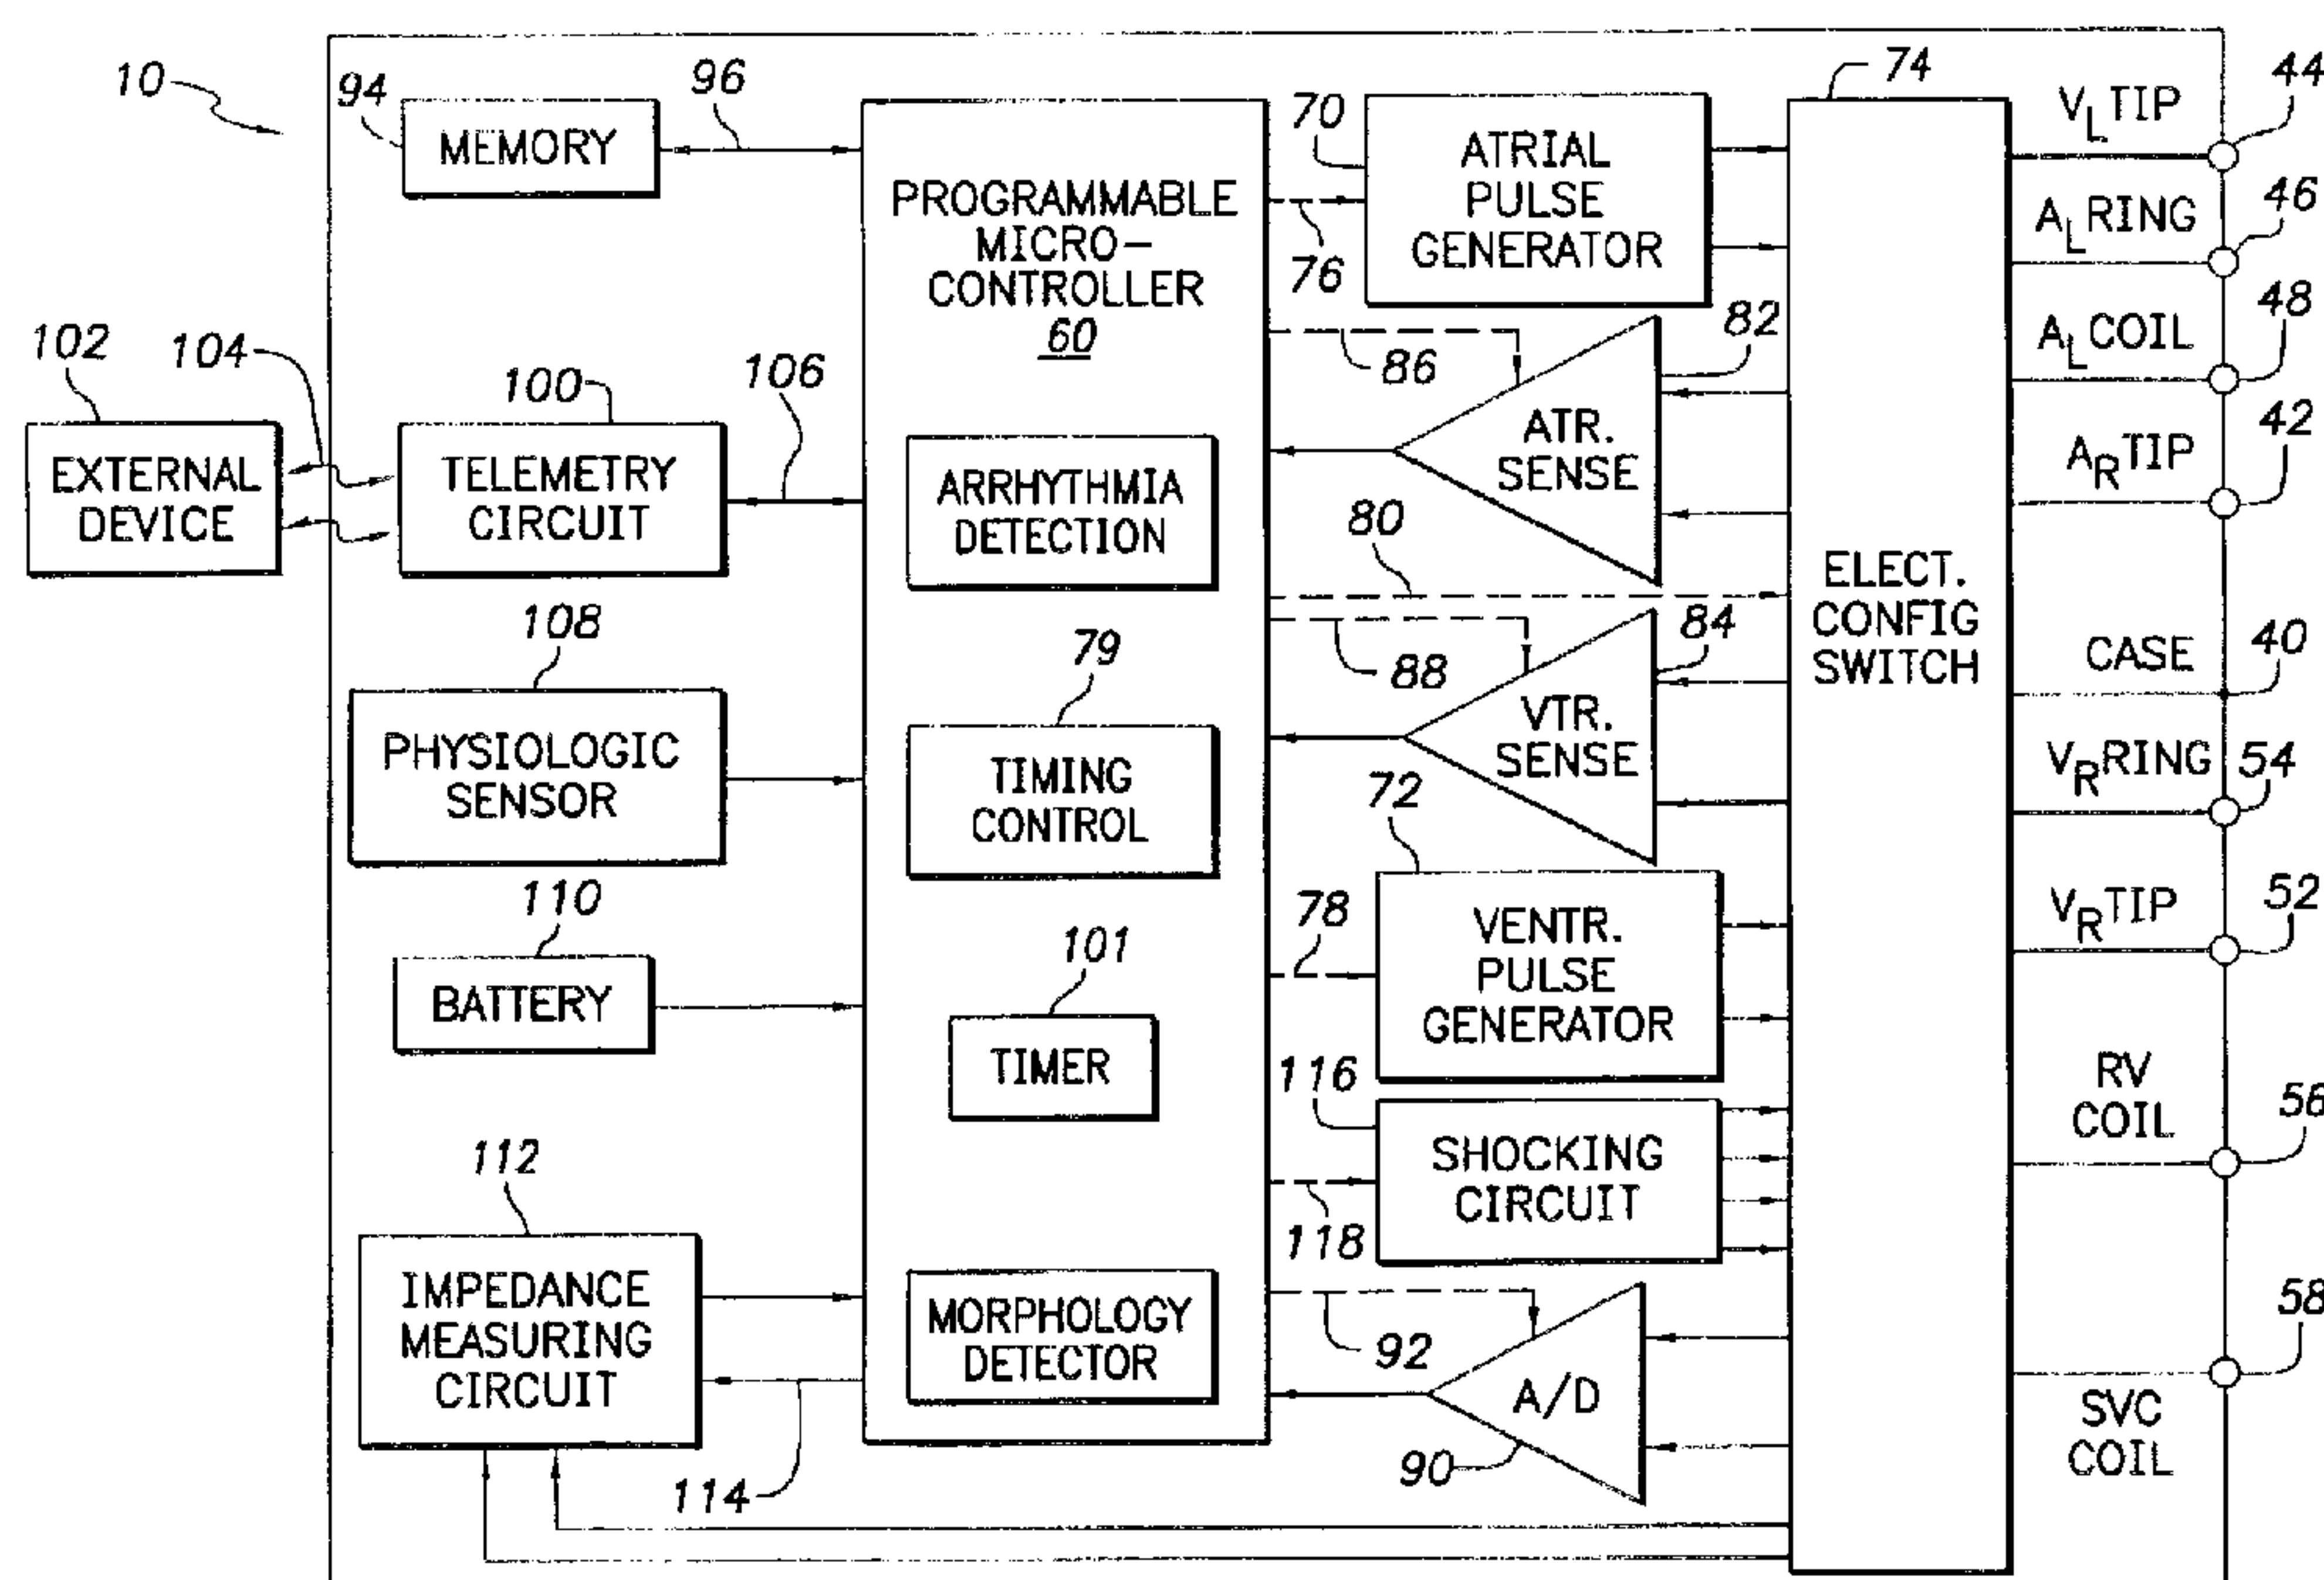 10
94
MEMORY
96
102
EXTERNAL
DEVICE
104
100
TELEMETRY
CIRCUIT
106
108
PHYSIOLOGIC
SENSOR
110
BATTERY
112
IMPEDANCE
MEASURING
CIRCUIT
114
PROGRAMMABLE
MICRO-
CONTROLLER
60
ARRHYTHMIA
DETECTION
79
TIMING
CONTROL
101
TIMER
MORPHOLOGY
DETECTOR
70
76
ATRIAL
PULSE
GENERATOR
86
82
ATR.
SENSE
80
88
84
VTR.
SENSE
72
78
VENTR.
PULSE
GENERATOR
116
118
SHOCKING
CIRCUIT
92
A/D
90
74
ELECT.
CONFIG
SWITCH
VLTIP
44
ALRING
46
ALCOIL
48
ARTIP
42
CASE
40
VRRING
54
VRTIP
52
RV
COIL
56
58
SVC
COIL